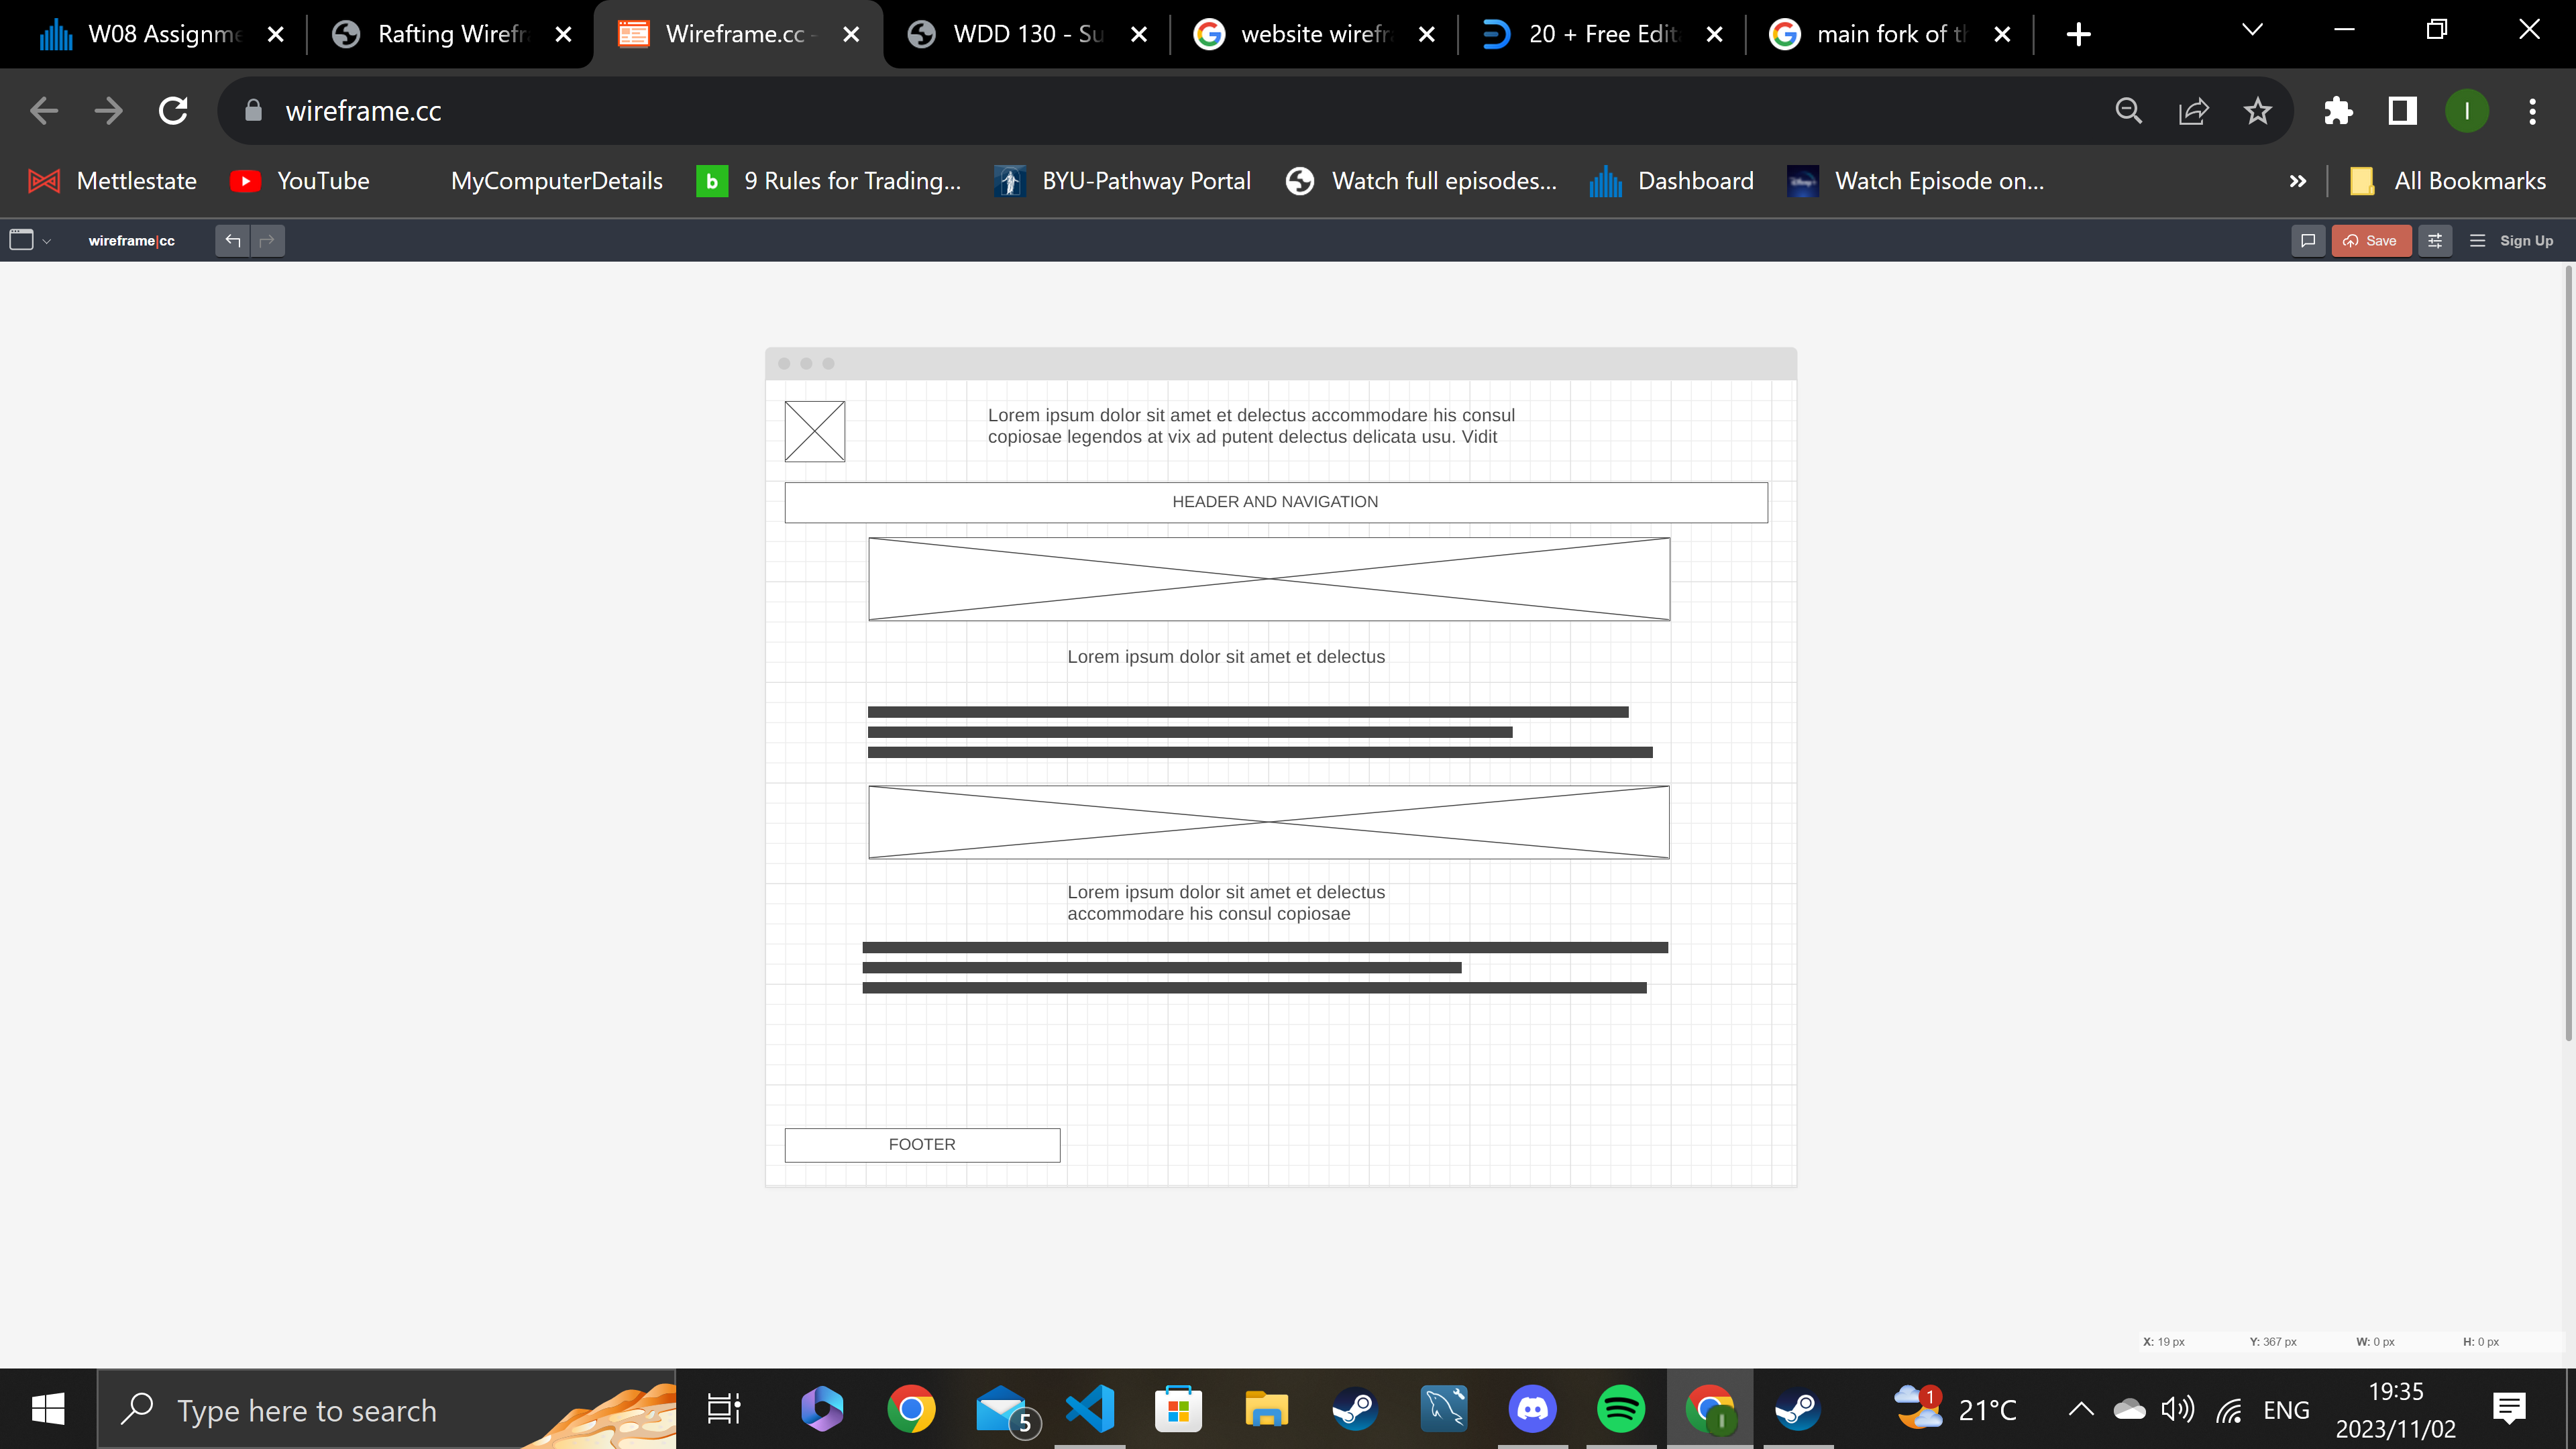 W08 Assignme
Rafting Wirefr
Wireframe.cc -
WDD 130 - Su
website wirefr
20 + Free Edit
main fork of th
wireframe.cc
I
Mettlestate
YouTube
MyComputerDetails
b
9 Rules for Trading...
BYU-Pathway Portal
Watch full episodes...
Dashboard
Watch Episode on...
All Bookmarks
wireframe|cc
Save
Sign Up
Lorem ipsum dolor sit amet et delectus accommodare his consul
copiosae legendos at vix ad putent delectus delicata usu. Vidit
HEADER AND NAVIGATION
Lorem ipsum dolor sit amet et delectus
Lorem ipsum dolor sit amet et delectus
accommodare his consul copiosae
FOOTER
X: 19 px Y: 367 px W: 0 px H: 0 px
Type here to search
5
I
1
21°C
ENG
19:35
2023/11/02